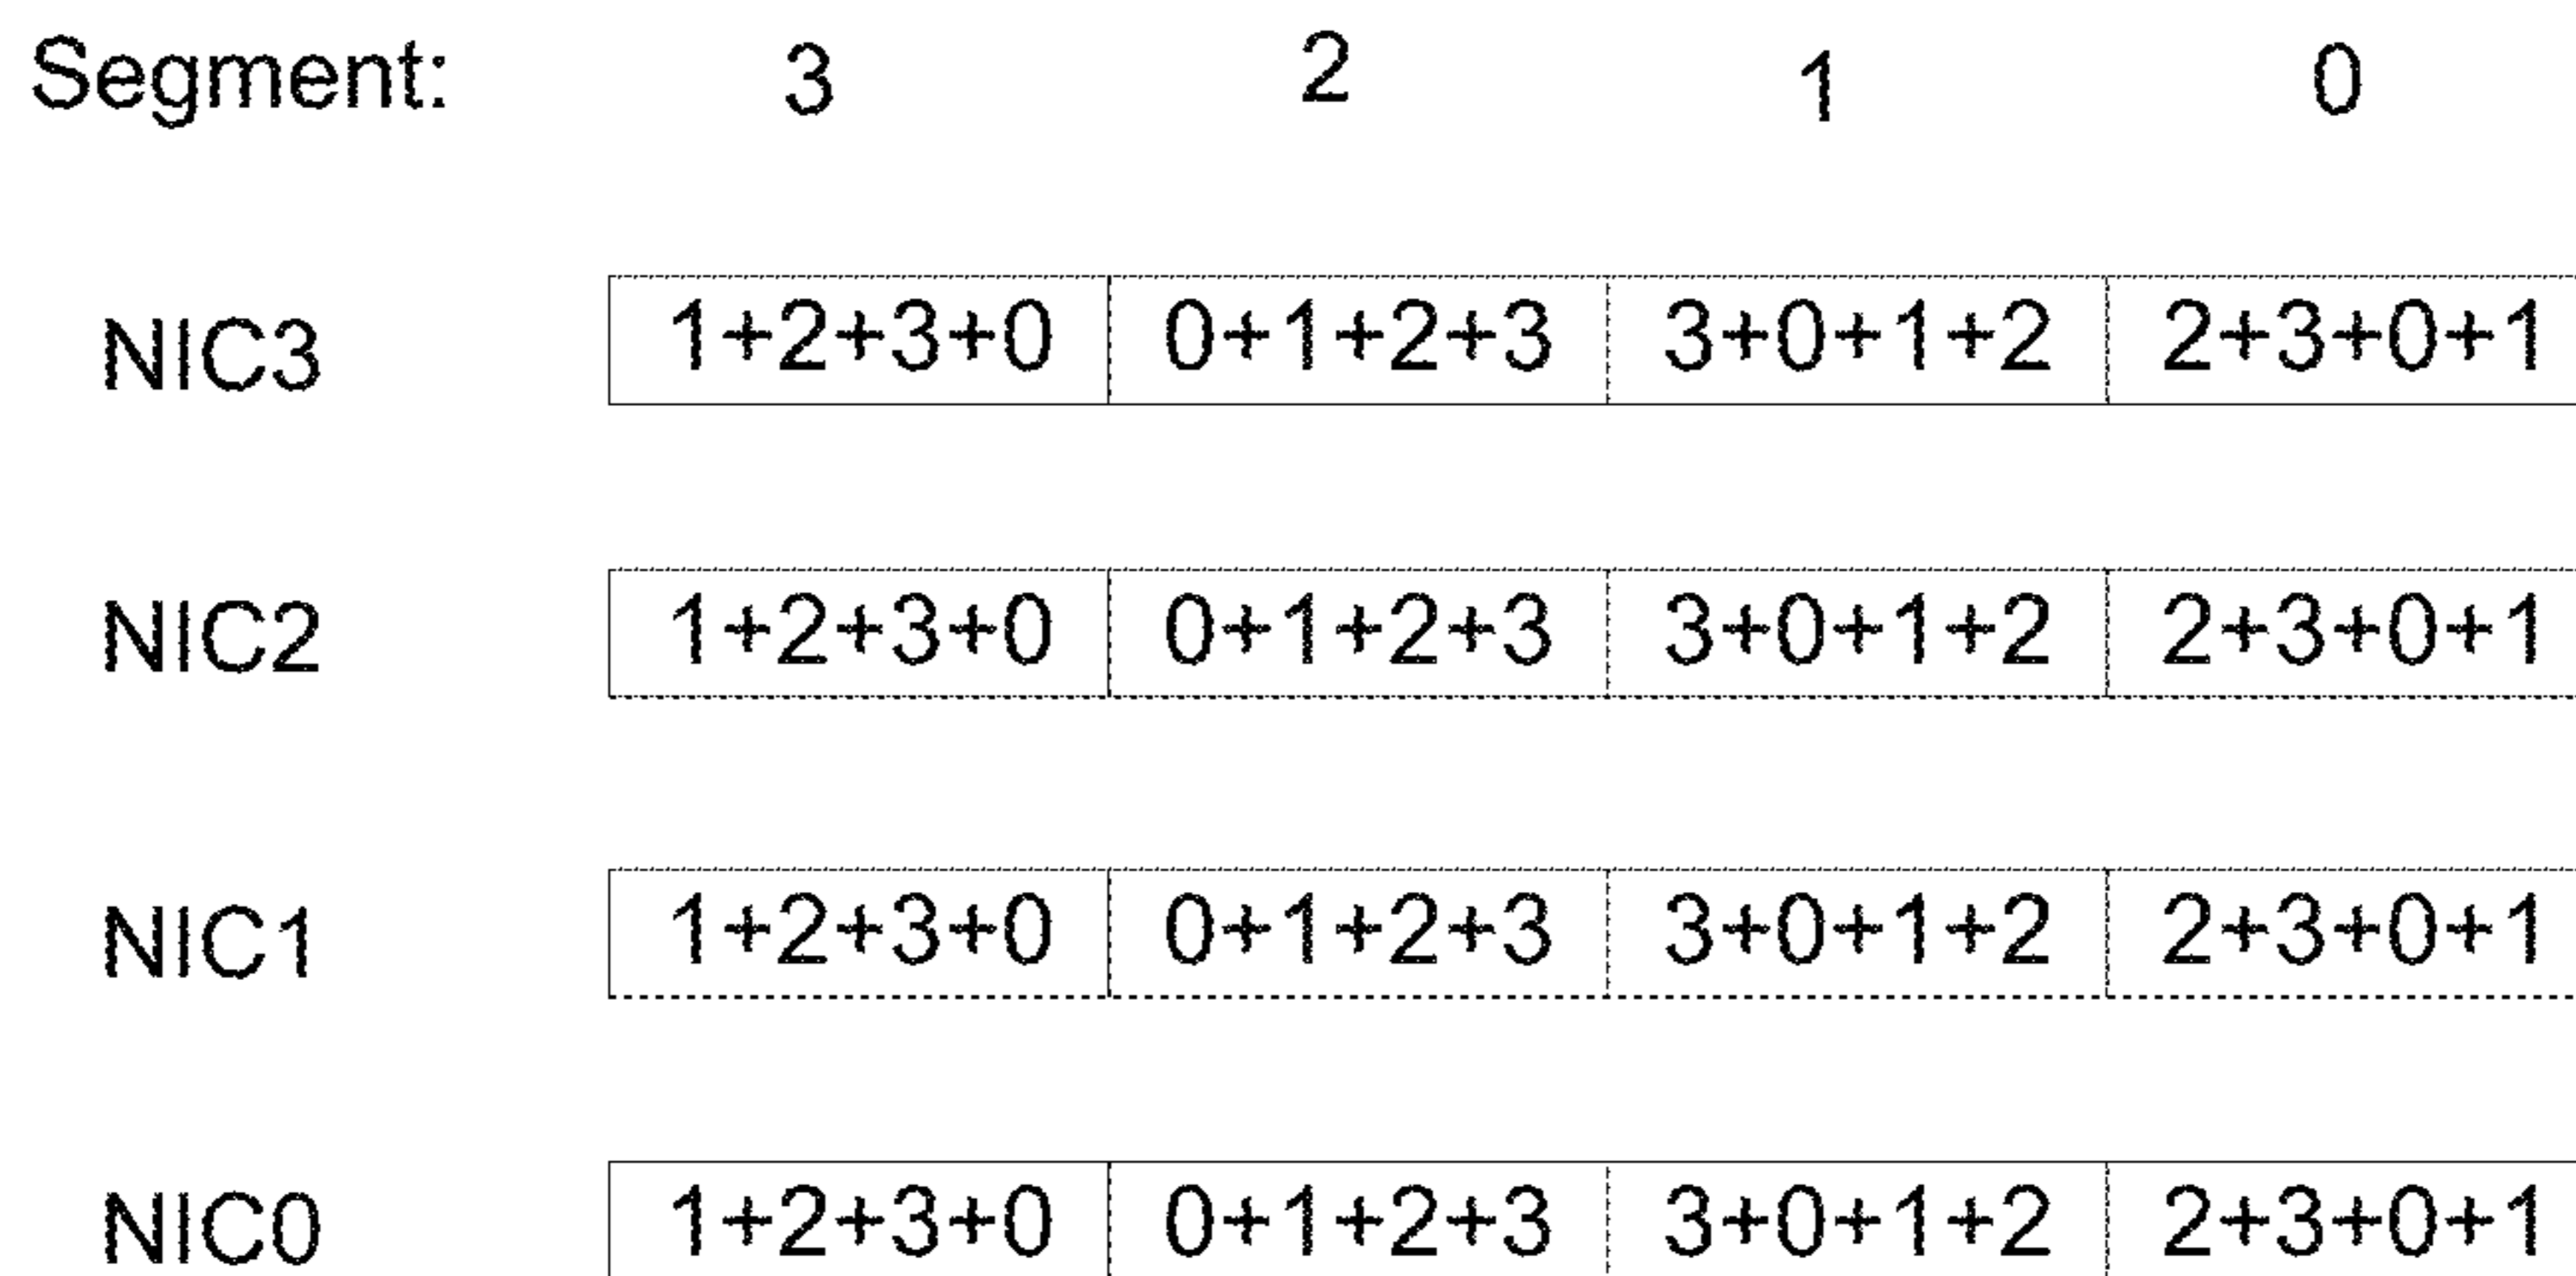 Segment: 3 2 1 0
NIC3 1+2+3+0 0+1+2+3 3+0+1+2 2+3+0+1
NIC2 1+2+3+0 0+1+2+3 3+0+1+2 2+3+0+1
NIC1 1+2+3+0 0+1+2+3 3+0+1+2 2+3+0+1
NIC0 1+2+3+0 0+1+2+3 3+0+1+2 2+3+0+1